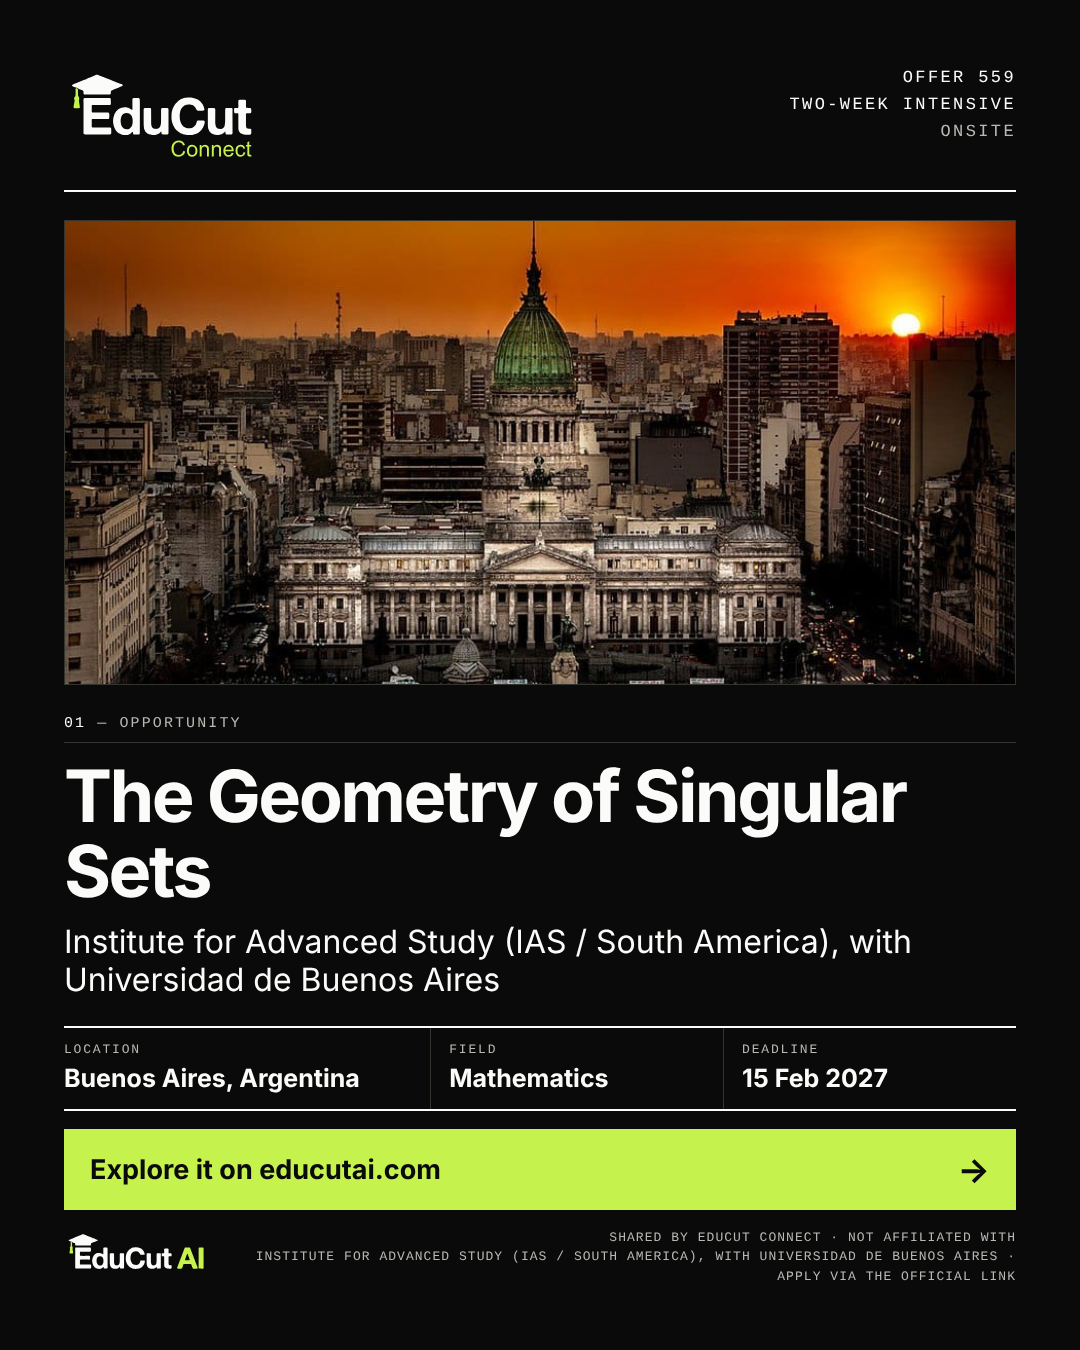 EduCut
Connect
OFFER 559
TWO-WEEK INTENSIVE
ONSITE
01 — OPPORTUNITY
The Geometry of Singular
Sets
Institute for Advanced Study (IAS / South America), with
Universidad de Buenos Aires
LOCATION
Buenos Aires, Argentina
FIELD
Mathematics
DEADLINE
15 Feb 2027
Explore it on educutai.com →
EduCut AI
SHARED BY EDUCUT CONNECT · NOT AFFILIATED WITH
INSTITUTE FOR ADVANCED STUDY (IAS / SOUTH AMERICA), WITH UNIVERSIDAD DE BUENOS AIRES ·
APPLY VIA THE OFFICIAL LINK